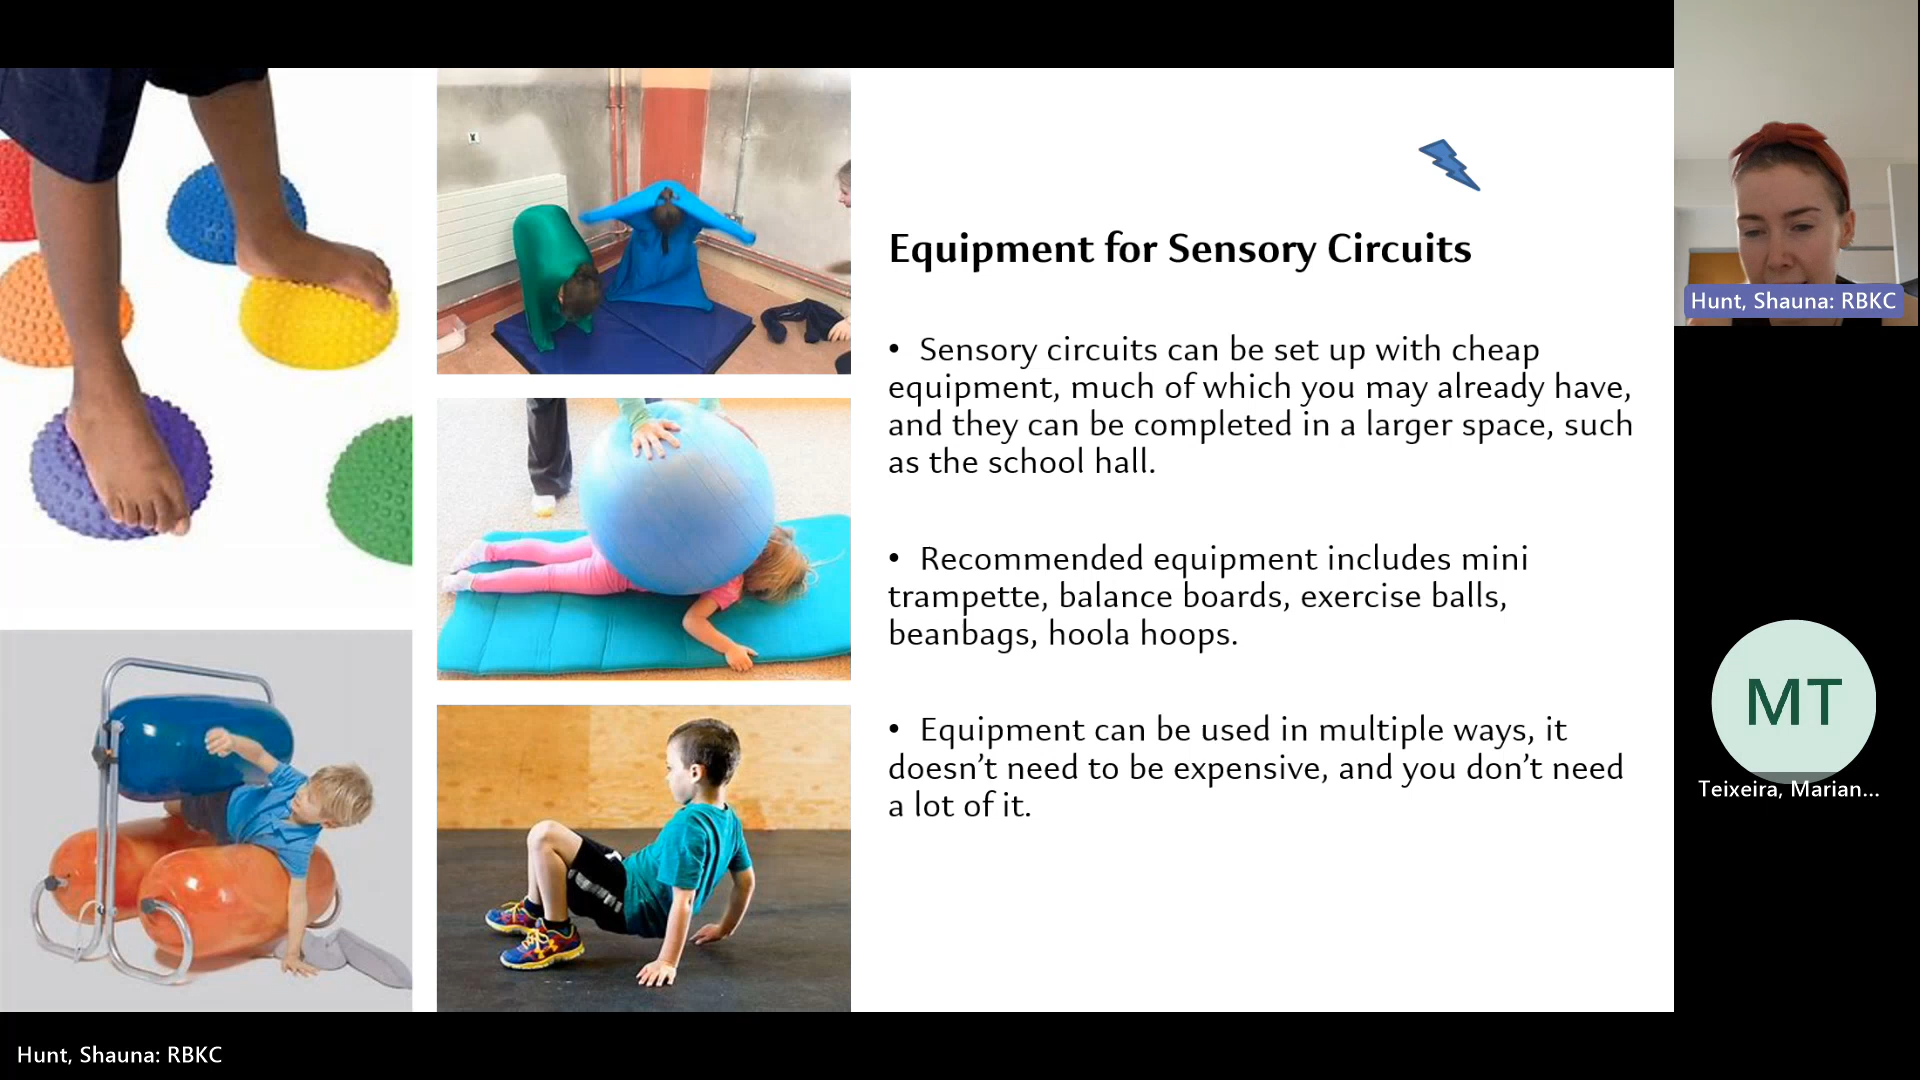 Equipment for Sensory Circuits
• Sensory circuits can be set up with cheap
equipment, much of which you may already have,
and they can be completed in a larger space, such
as the school hall.
• Recommended equipment includes mini
trampette, balance boards, exercise balls,
beanbags, hoola hoops.
• Equipment can be used in multiple ways, it
doesn’t need to be expensive, and you don’t need
a lot of it.
Hunt, Shauna: RBKC
MT
Teixeira, Marian...
Hunt, Shauna: RBKC